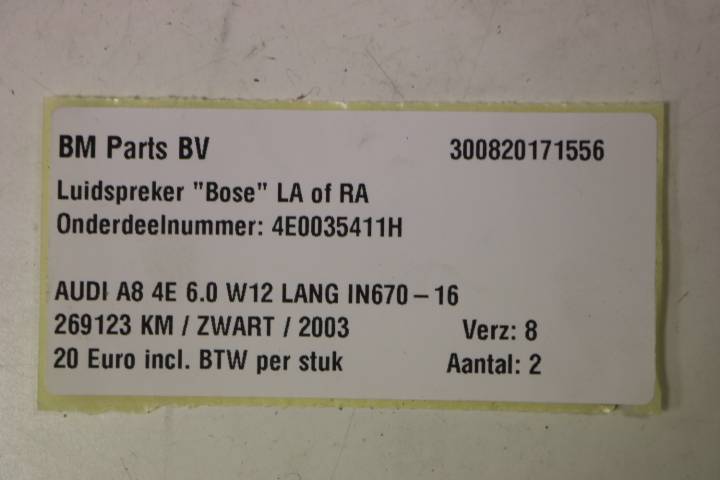 BM Parts BV 300820171556
Luidspreker "Bose" LA of RA
Onderdeelnummer: 4E0035411H
AUDI A8 4E 6.0 W12 LANG IN670 – 16
269123 KM / ZWART / 2003 Verz: 8
20 Euro incl. BTW per stuk Aantal: 2